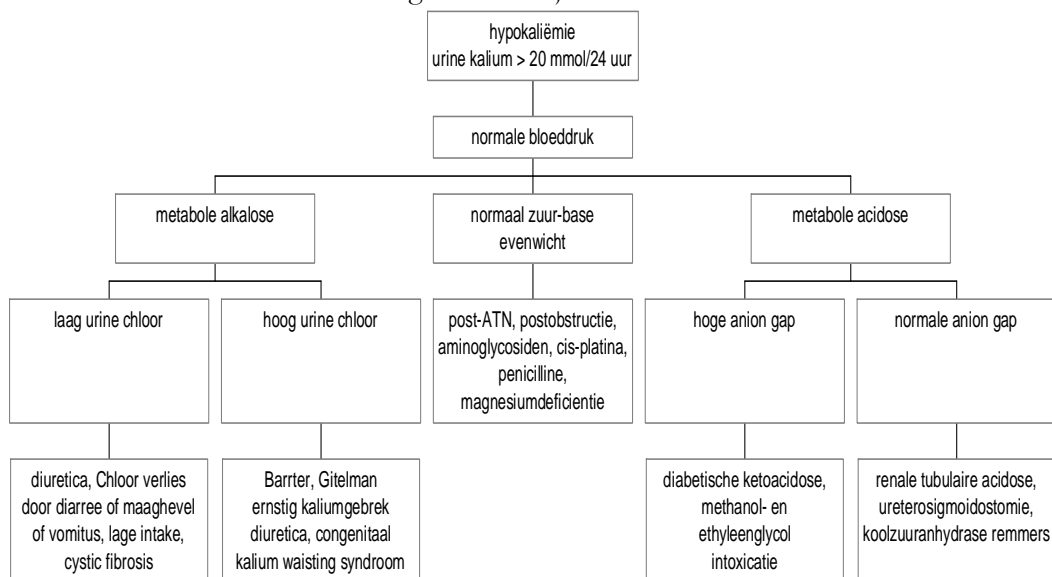 hypokaliëmie
urine kalium > 20 mmol/24 uur
normale bloeddruk
metabole alkalose
normaal zuur-base
evenwicht
metabole acidose
laag urine chloor
hoog urine chloor
post-ATN, postobstructie,
aminoglycosiden, cis-platina,
penicilline,
magnesiumdeficientie
hoge anion gap
normale anion gap
diuretica, Chloor verlies
door diarree of maaghevel
of vomitus, lage intake,
cystic fibrosis
Barrter, Gitelman
ernstig kaliumgebrek
diuretica, congenitaal
kalium waisting syndroom
diabetische ketoacidose,
methanol- en
ethyleenglycol
intoxicatie
renale tubulaire acidose,
ureterosigmoidostomie,
koolzuuranhydrase remmers